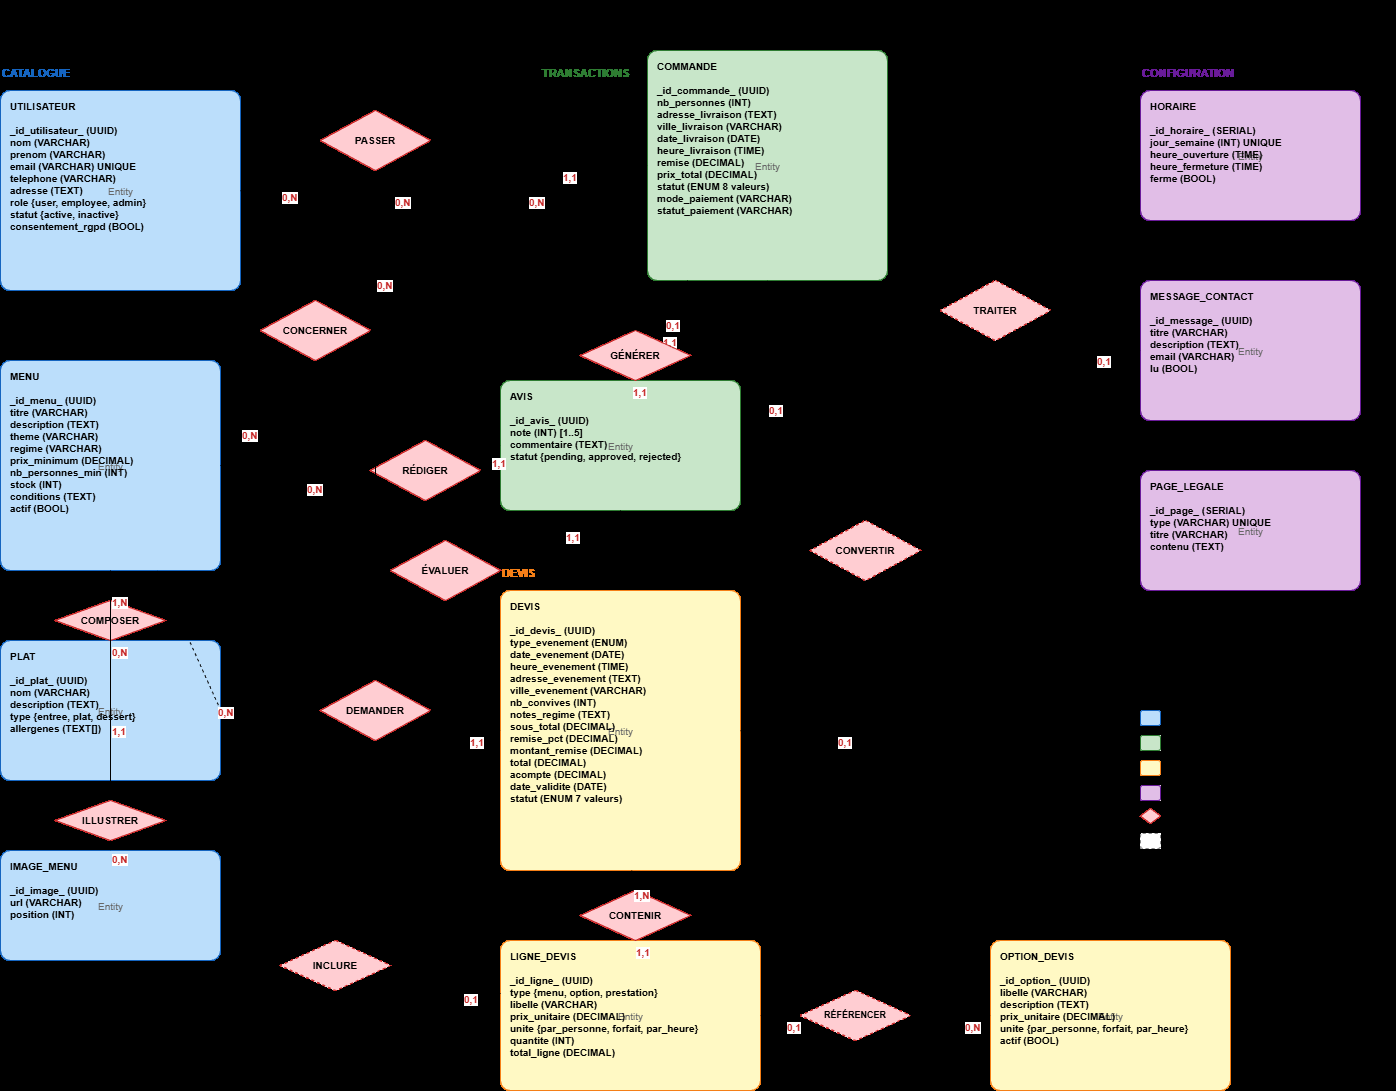 CATALOGUE
TRANSACTIONS
CONFIGURATION
UTILISATEUR
_id_utilisateur_ (UUID)
nom (VARCHAR)
prenom (VARCHAR)
email (VARCHAR) UNIQUE
telephone (VARCHAR)
adresse (TEXT)
role {user, employee, admin}
statut {active, inactive}
consentement_rgpd (BOOL)
Entity
PASSER
0,N
0,N
0,N
1,1
COMMANDE
_id_commande_ (UUID)
nb_personnes (INT)
adresse_livraison (TEXT)
ville_livraison (VARCHAR)
date_livraison (DATE)
heure_livraison (TIME)
remise (DECIMAL)
prix_total (DECIMAL)
statut (ENUM 8 valeurs)
mode_paiement (VARCHAR)
statut_paiement (VARCHAR)
Entity
HORAIRE
_id_horaire_ (SERIAL)
jour_semaine (INT) UNIQUE
heure_ouverture (TIME)
heure_fermeture (TIME)
ferme (BOOL)
Entity
0,N
CONCERNER
TRAITER
0,1
1,1
GÉNÉRER
1,1
MESSAGE_CONTACT
_id_message_ (UUID)
titre (VARCHAR)
description (TEXT)
email (VARCHAR)
lu (BOOL)
Entity
0,1
MENU
_id_menu_ (UUID)
titre (VARCHAR)
description (TEXT)
theme (VARCHAR)
regime (VARCHAR)
prix_minimum (DECIMAL)
nb_personnes_min (INT)
stock (INT)
conditions (TEXT)
actif (BOOL)
Entity
0,N
0,N
AVIS
_id_avis_ (UUID)
note (INT) [1..5]
commentaire (TEXT)
statut {pending, approved, rejected}
Entity
0,1
RÉDIGER
1,1
1,1
PAGE_LEGALE
_id_page_ (SERIAL)
type (VARCHAR) UNIQUE
titre (VARCHAR)
contenu (TEXT)
Entity
CONVERTIR
ÉVALUER
DEVIS
1,N
COMPOSER
0,N
PLAT
_id_plat_ (UUID)
nom (VARCHAR)
description (TEXT)
type {entree, plat, dessert}
allergenes (TEXT[])
Entity
0,N
1,1
DEMANDER
1,1
DEVIS
_id_devis_ (UUID)
type_evenement (ENUM)
date_evenement (DATE)
heure_evenement (TIME)
adresse_evenement (TEXT)
ville_evenement (VARCHAR)
nb_convives (INT)
notes_regime (TEXT)
sous_total (DECIMAL)
remise_pct (DECIMAL)
montant_remise (DECIMAL)
total (DECIMAL)
acompte (DECIMAL)
date_validite (DATE)
statut (ENUM 7 valeurs)
Entity
0,1
ILLUSTRER
0,N
IMAGE_MENU
_id_image_ (UUID)
url (VARCHAR)
position (INT)
Entity
1,N
CONTENIR
1,1
INCLURE
0,1
LIGNE_DEVIS
_id_ligne_ (UUID)
type {menu, option, prestation}
libelle (VARCHAR)
prix_unitaire (DECIMAL)
unite {par_personne, forfait, par_heure}
quantite (INT)
total_ligne (DECIMAL)
Entity
0,1
RÉFÉRENCER
0,N
OPTION_DEVIS
_id_option_ (UUID)
libelle (VARCHAR)
description (TEXT)
prix_unitaire (DECIMAL)
unite {par_personne, forfait, par_heure}
actif (BOOL)
Entity